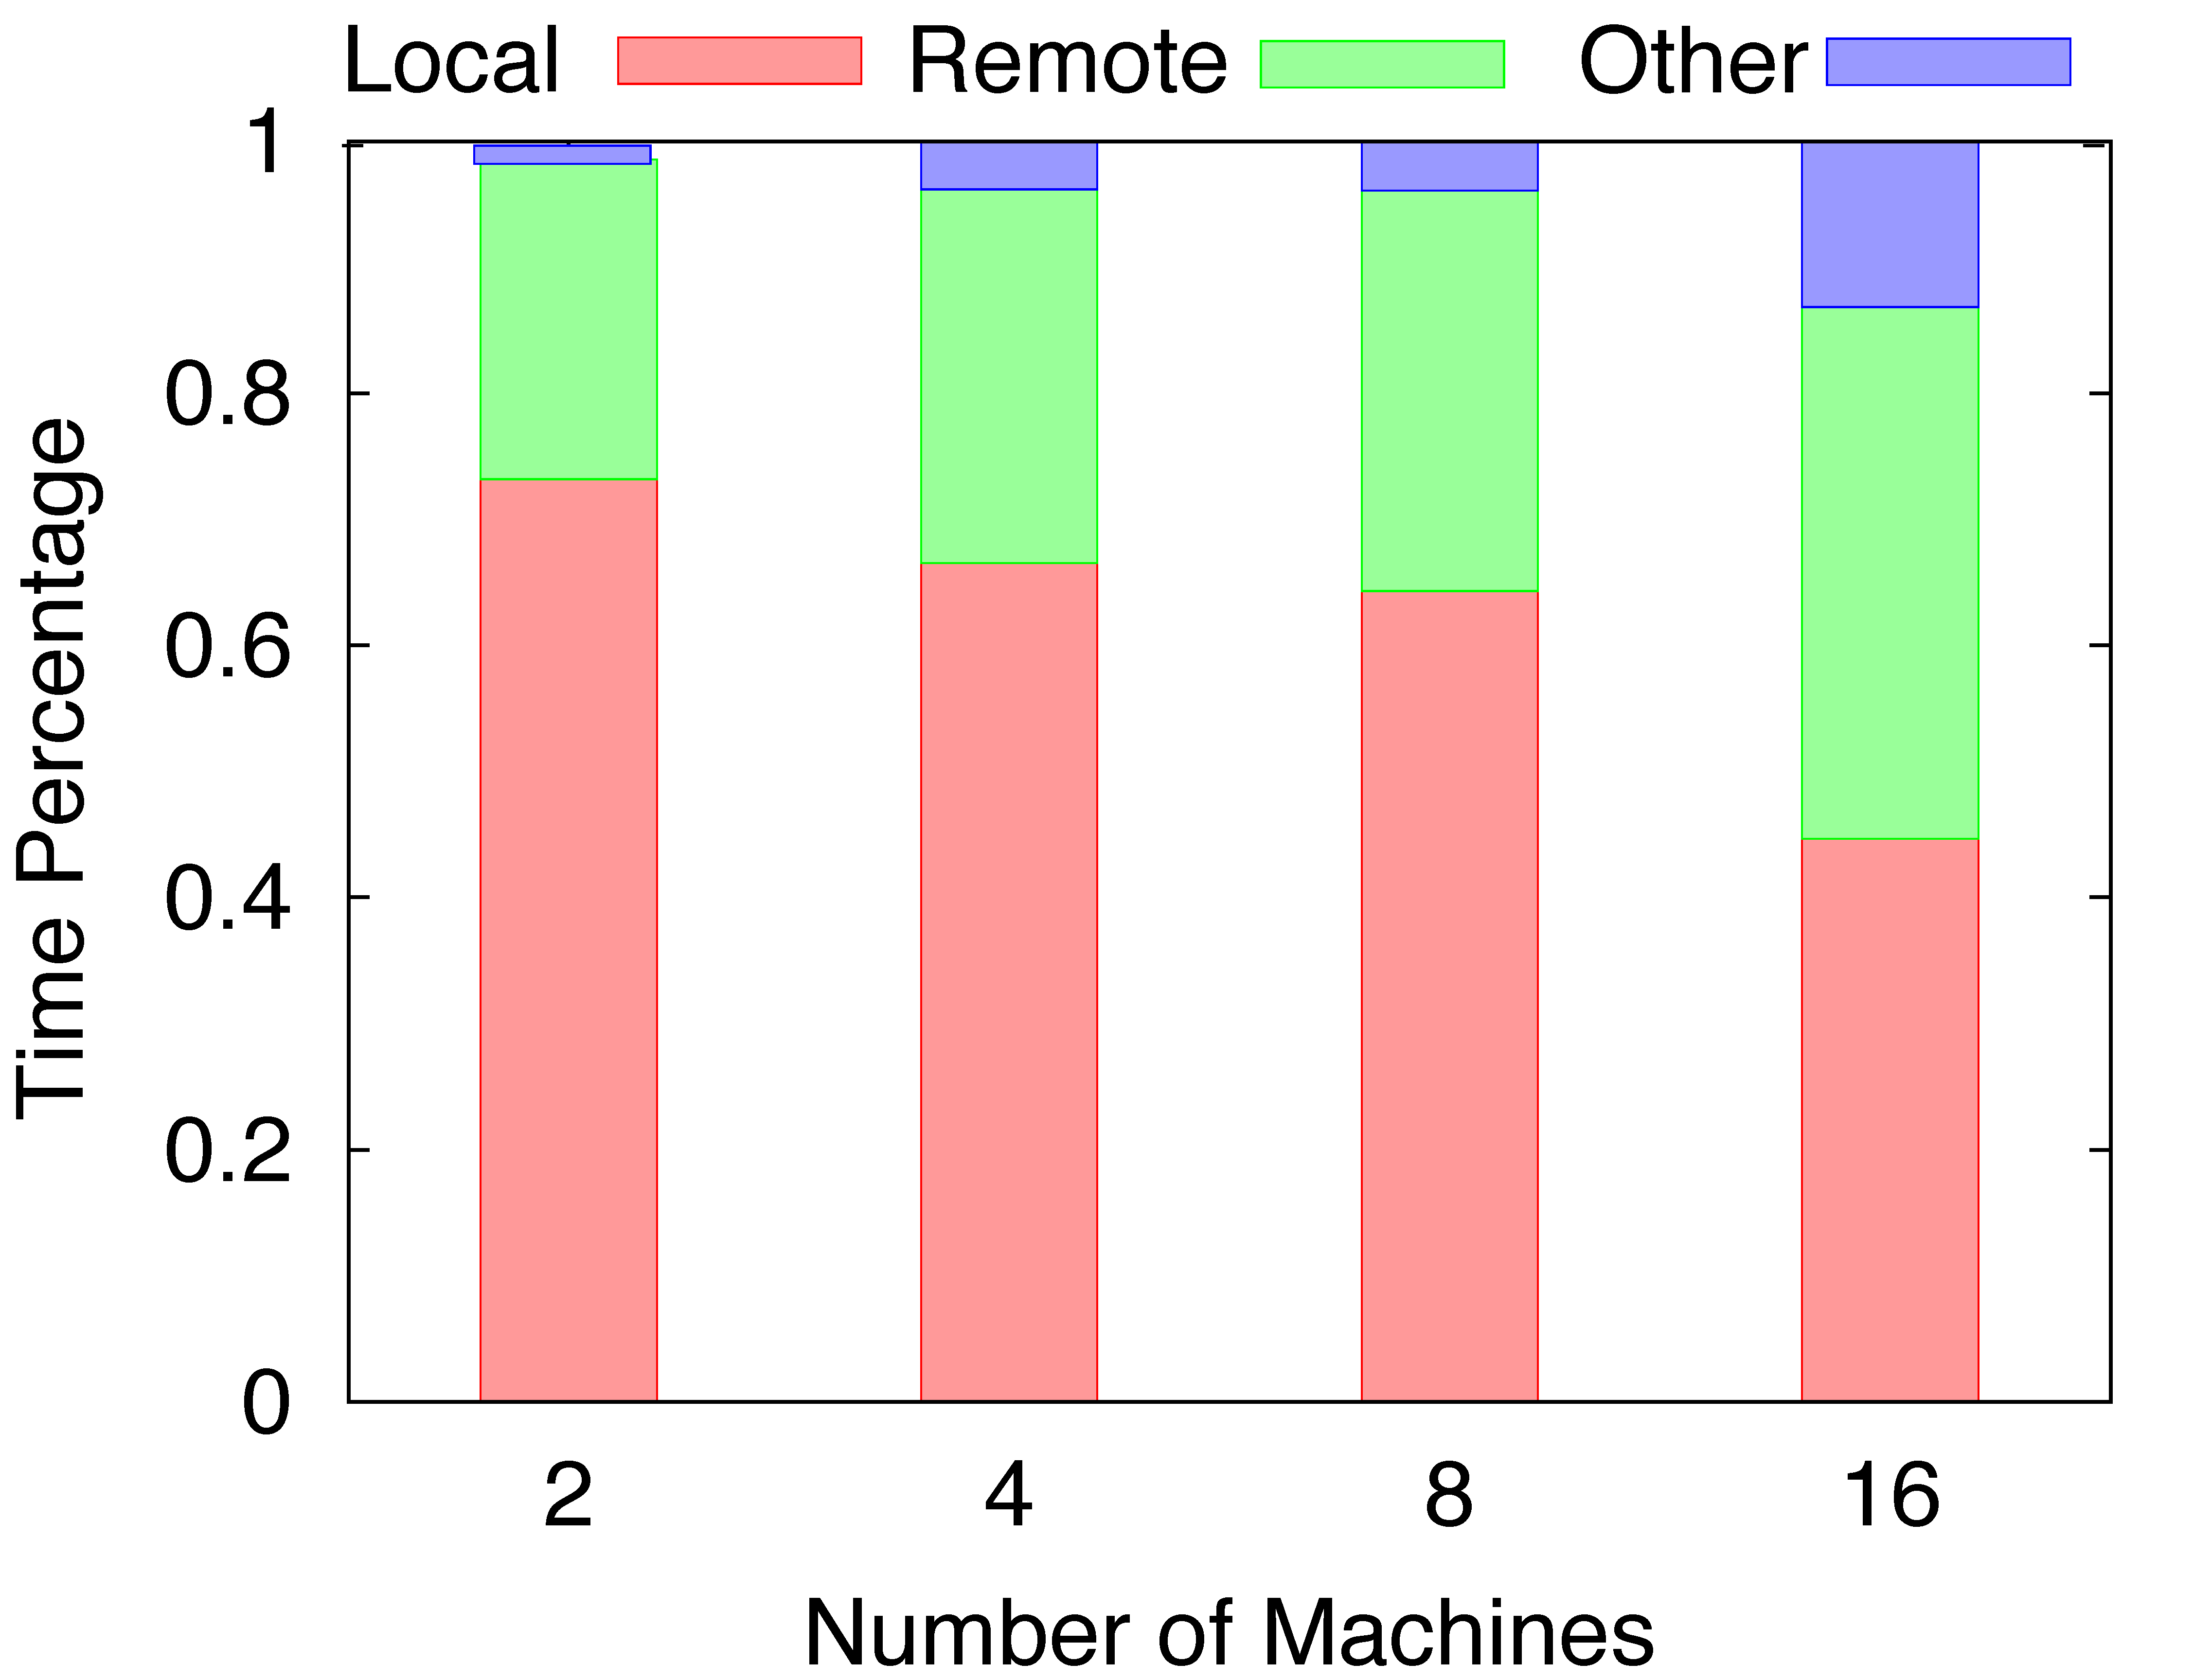 Local Remote Other
1
0.8
0.6
0.4
0.2
0
Time Percentage
2 4 8 16
Number of Machines